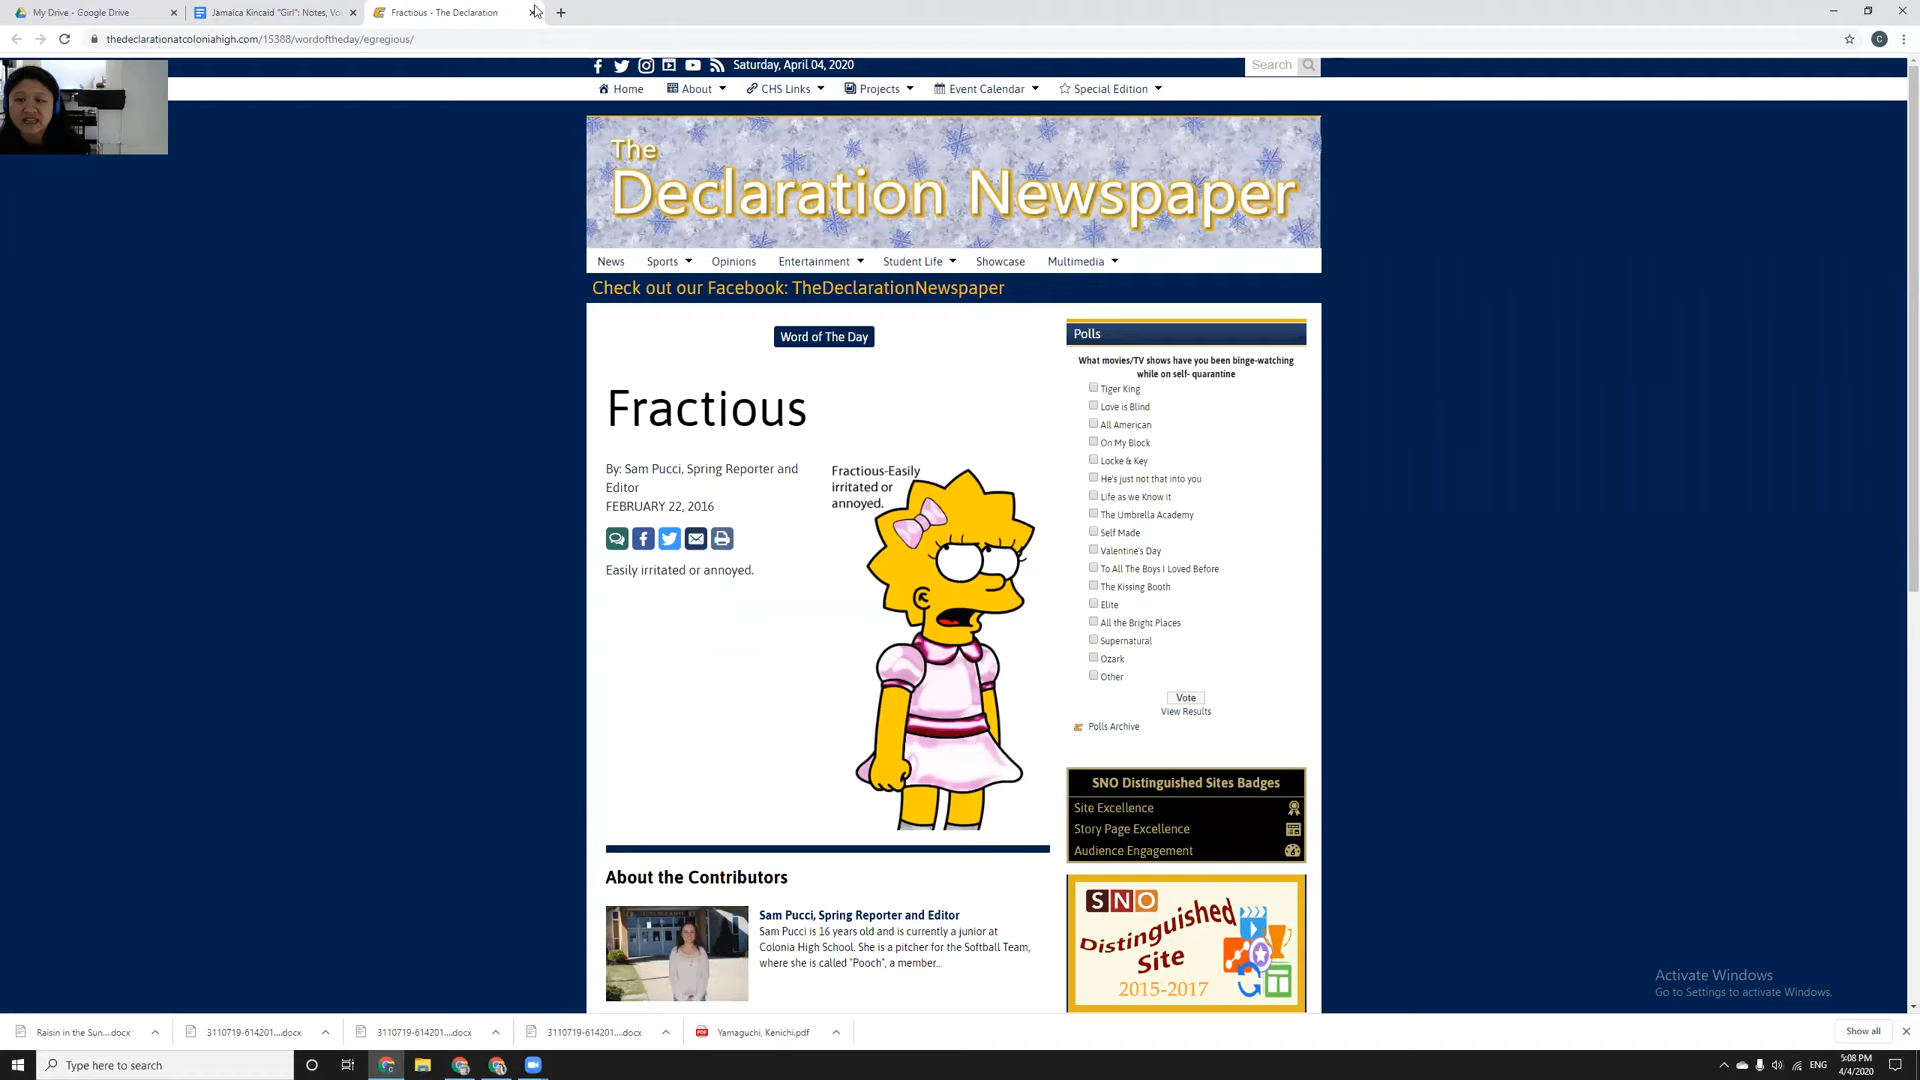 My Drive - Google Drive
Jamaica Kincaid "Girl": Notes, Vo
Fractious - The Declaration
thedeclarationatcoloniahigh.com/15388/wordoftheday/egregious/
Saturday, April 04, 2020
Search
Home About CHS Links Projects Event Calendar Special Edition
The
Declaration Newspaper
News Sports Opinions Entertainment Student Life Showcase Multimedia
Check out our Facebook: TheDeclarationNewspaper
Word of The Day
Fractious
By: Sam Pucci, Spring Reporter and
Editor
FEBRUARY 22, 2016
Easily irritated or annoyed.
Fractious-Easily
irritated or
annoyed.
Polls
What movies/TV shows have you been binge-watching
while on self- quarantine
Tiger King
Love is Blind
All American
On My Block
Locke & Key
He's just not that into you
Life as we Know it
The Umbrella Academy
Self Made
Valentine's Day
To All The Boys I Loved Before
The Kissing Booth
Elite
All the Bright Places
Supernatural
Ozark
Other
Vote
View Results
Polls Archive
SNO Distinguished Sites Badges
Site Excellence
Story Page Excellence
Audience Engagement
SNO
Distinguished
Site
2015-2017
About the Contributors
Sam Pucci, Spring Reporter and Editor
Sam Pucci is 16 years old and is currently a junior at
Colonia High School. She is a pitcher for the Softball Team,
where she is called "Pooch", a member...
Activate Windows
Go to Settings to activate Windows.
Raisin in the Sun....docx
3110719-614201....docx
3110719-614201....docx
3110719-614201....docx
Yamaguchi, Kenichi.pdf
Show all
Type here to search
ENG
5:08 PM
4/4/2020